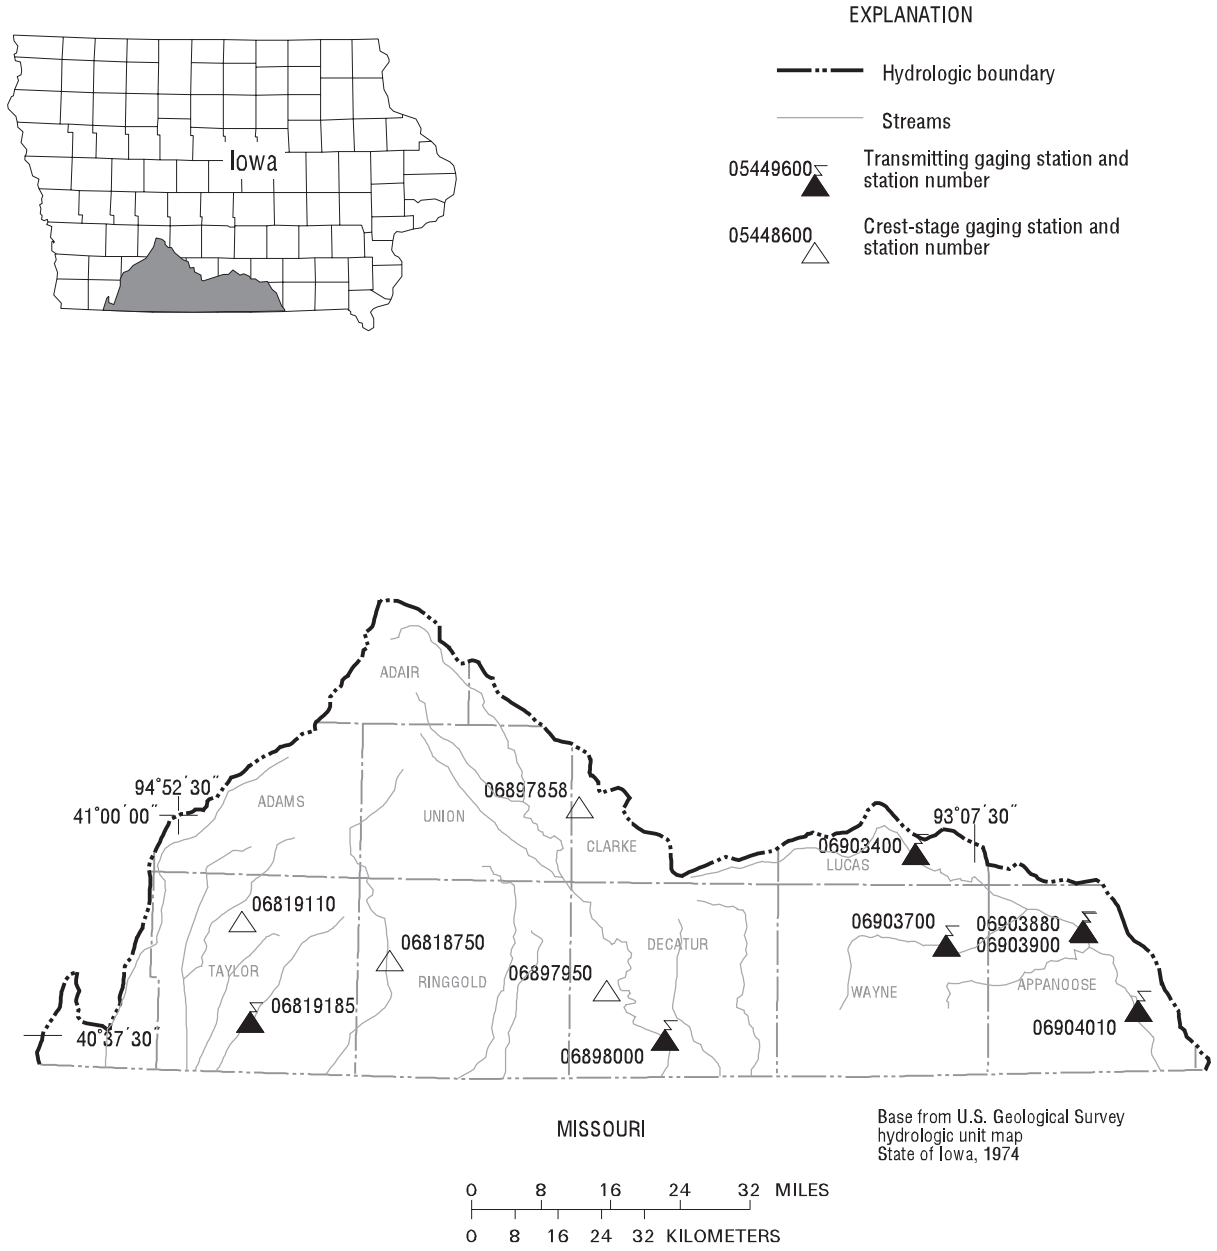 EXPLANATION
Hydrologic boundary
Streams
05449600
Transmitting gaging station and
station number
05448600
Crest-stage gaging station and
station number
Iowa
ADAIR
94°52´30˝
41°00´00˝
ADAMS
UNION
06897858
CLARKE
06903400
LUCAS
93°07´30˝
06819110
06818750
TAYLOR
RINGGOLD
06819185
06897950
DECATUR
06898000
06903700
06903880
06903900
WAYNE
APPANOOSE
06904010
40°37´30˝
MISSOURI
Base from U.S. Geological Survey
hydrologic unit map
State of Iowa, 1974
0 8 16 24 32 MILES
0 8 16 24 32 KILOMETERS